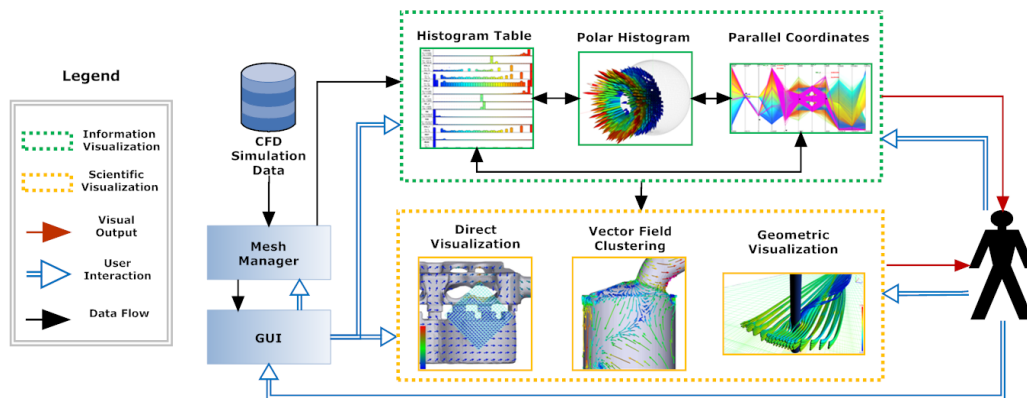 Legend
Information
Visualization
Scientific
Visualization
Visual
Output
User
Interaction
Data Flow
CFD
Simulation
Data
Mesh
Manager
GUI
Histogram Table
Polar Histogram
Parallel Coordinates
Direct
Visualization
Vector Field
Clustering
Geometric
Visualization